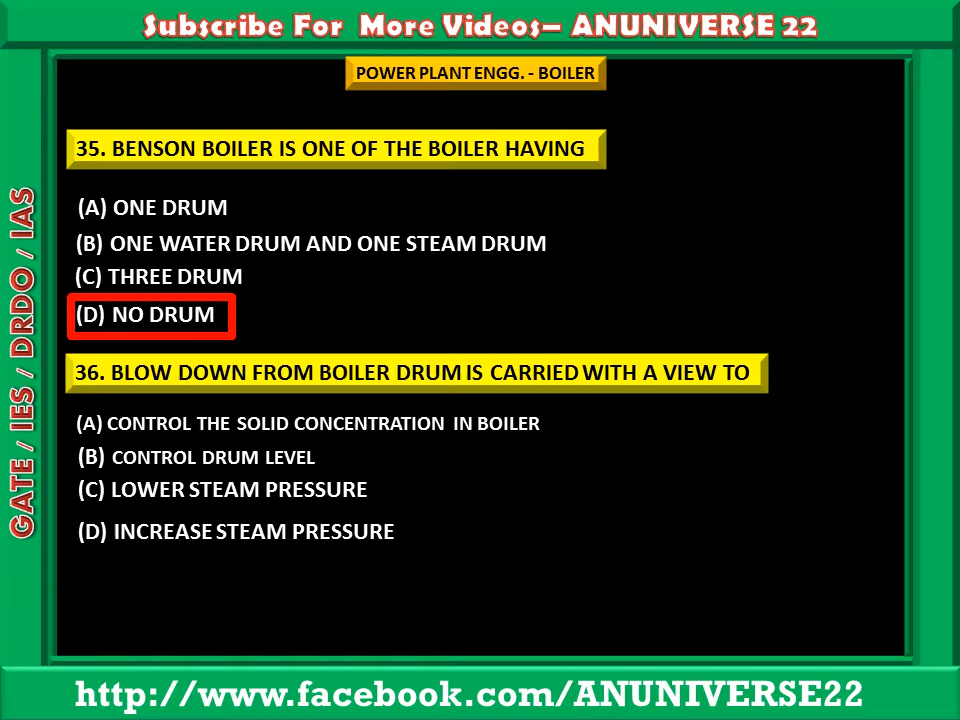 Subscribe For More Videos– ANUNIVERSE 22
POWER PLANT ENGG. - BOILER
GATE / IES / DRDO / IAS
35. BENSON BOILER IS ONE OF THE BOILER HAVING
(A) ONE DRUM
(B) ONE WATER DRUM AND ONE STEAM DRUM
(C) THREE DRUM
(D) NO DRUM
36. BLOW DOWN FROM BOILER DRUM IS CARRIED WITH A VIEW TO
(A) CONTROL THE SOLID CONCENTRATION IN BOILER
(B) CONTROL DRUM LEVEL
(C) LOWER STEAM PRESSURE
(D) INCREASE STEAM PRESSURE
http://www.facebook.com/ANUNIVERSE22